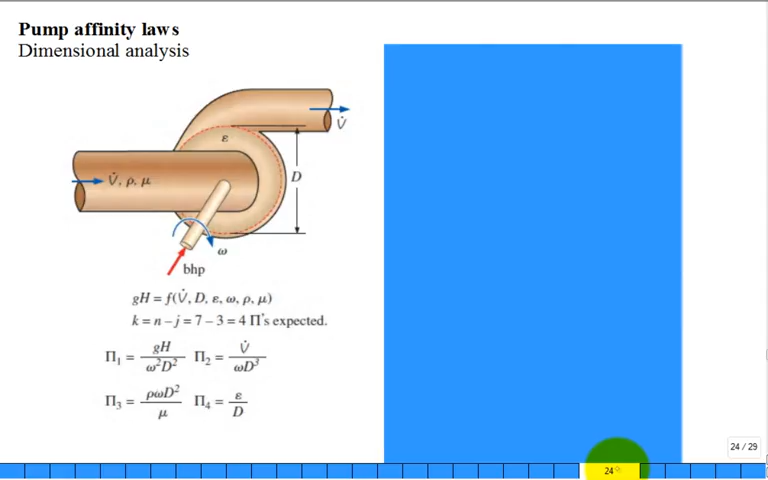 Pump affinity laws
Dimensional analysis
ε
V̇
V̇, ρ, μ
D
ω
bhp
gH = f(V̇, D, ε, ω, ρ, μ)
k = n – j = 7 – 3 = 4 Π's expected.
Π₁ = gH / ω²D² Π₂ = V̇ / ωD³
Π₃ = ρωD² / μ Π₄ = ε / D
24 / 29
24